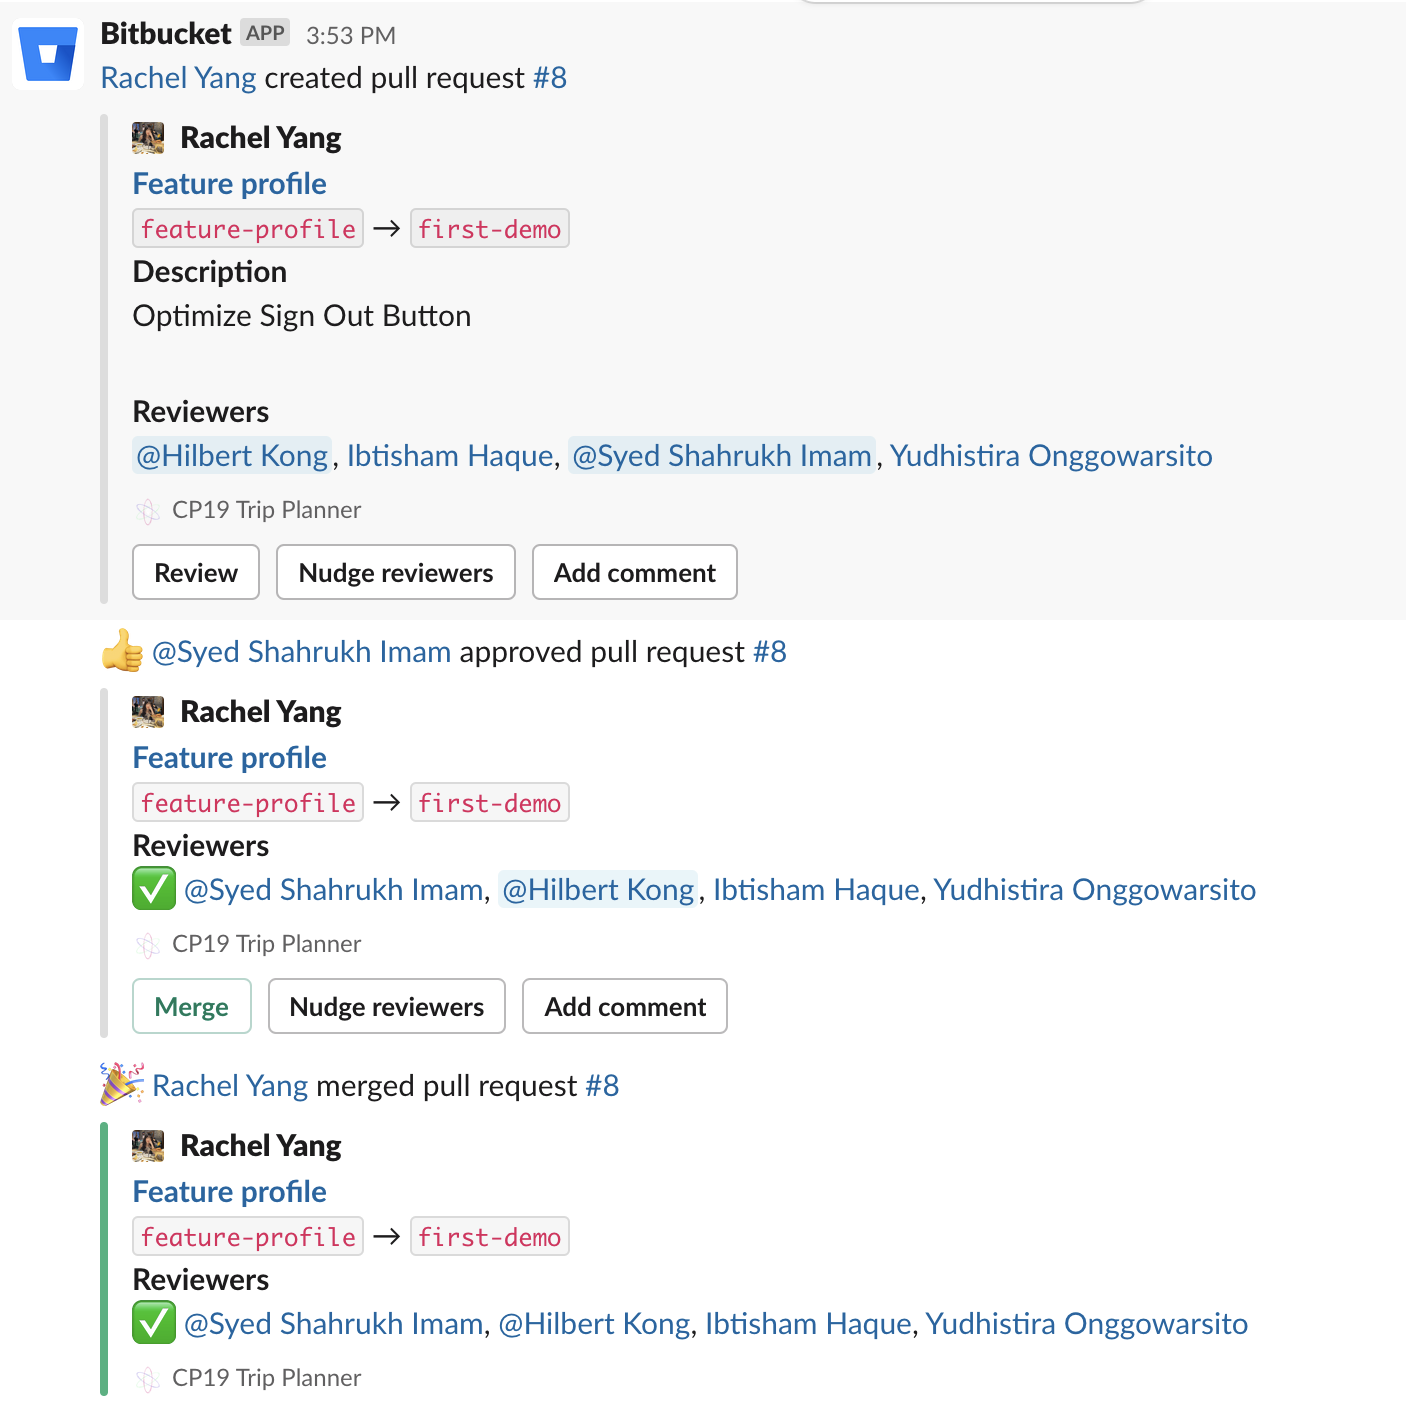 Bitbucket APP 3:53 PM
Rachel Yang created pull request #8
Rachel Yang
Feature profile
feature-profile → first-demo
Description
Optimize Sign Out Button
Reviewers
@Hilbert Kong, Ibtisham Haque, @Syed Shahrukh Imam, Yudhistira Onggowarsito
CP19 Trip Planner
Review Nudge reviewers Add comment
👍 @Syed Shahrukh Imam approved pull request #8
Rachel Yang
Feature profile
feature-profile → first-demo
Reviewers
✅ @Syed Shahrukh Imam, @Hilbert Kong, Ibtisham Haque, Yudhistira Onggowarsito
CP19 Trip Planner
Merge Nudge reviewers Add comment
🎉 Rachel Yang merged pull request #8
Rachel Yang
Feature profile
feature-profile → first-demo
Reviewers
✅ @Syed Shahrukh Imam, @Hilbert Kong, Ibtisham Haque, Yudhistira Onggowarsito
CP19 Trip Planner